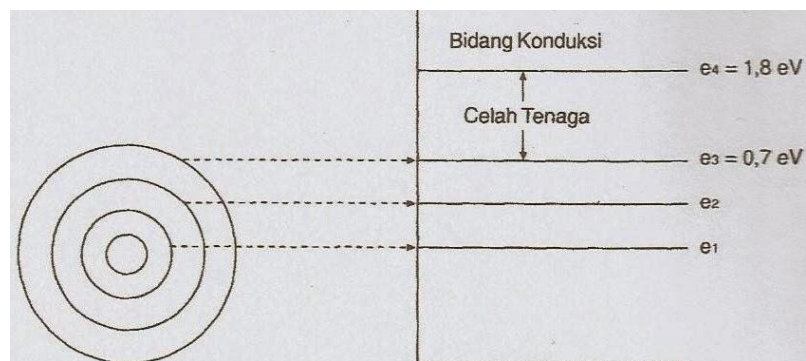 Bidang Konduksi
e4 = 1,8 eV
Celah Tenaga
e3 = 0,7 eV
e2
e1